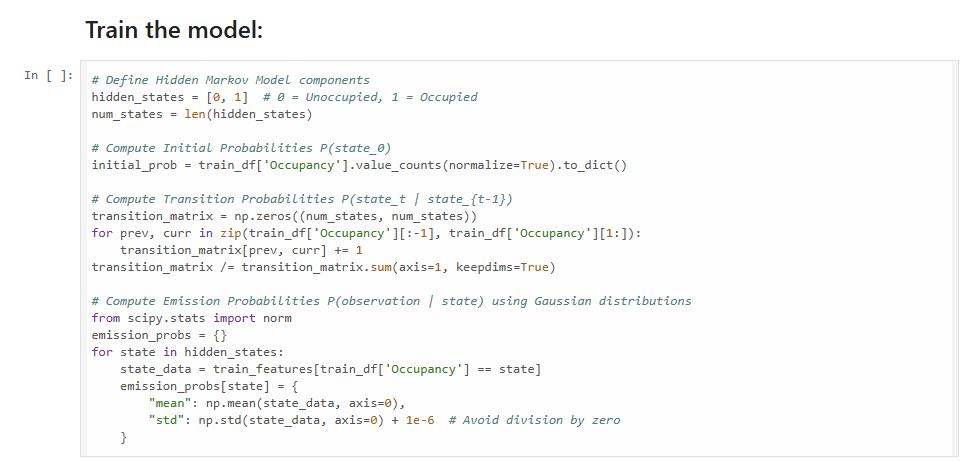 Train the model:
In [ ]:
# Define Hidden Markov Model components
hidden_states = [0, 1]  # 0 = Unoccupied, 1 = Occupied
num_states = len(hidden_states)
# Compute Initial Probabilities P(state_0)
initial_prob = train_df['Occupancy'].value_counts(normalize=True).to_dict()
# Compute Transition Probabilities P(state_t | state_{t-1})
transition_matrix = np.zeros((num_states, num_states))
for prev, curr in zip(train_df['Occupancy'][:-1], train_df['Occupancy'][1:]):
    transition_matrix[prev, curr] += 1
transition_matrix /= transition_matrix.sum(axis=1, keepdims=True)
# Compute Emission Probabilities P(observation | state) using Gaussian distributions
from scipy.stats import norm
emission_probs = {}
for state in hidden_states:
    state_data = train_features[train_df['Occupancy'] == state]
    emission_probs[state] = {
        "mean": np.mean(state_data, axis=0),
        "std": np.std(state_data, axis=0) + 1e-6  # Avoid division by zero
    }